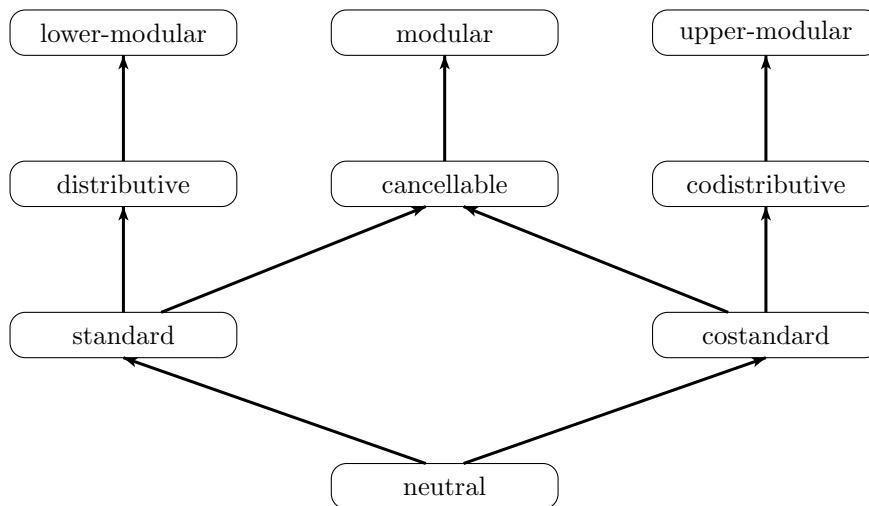 lower-modular
modular
upper-modular
distributive
cancellable
codistributive
standard
costandard
neutral